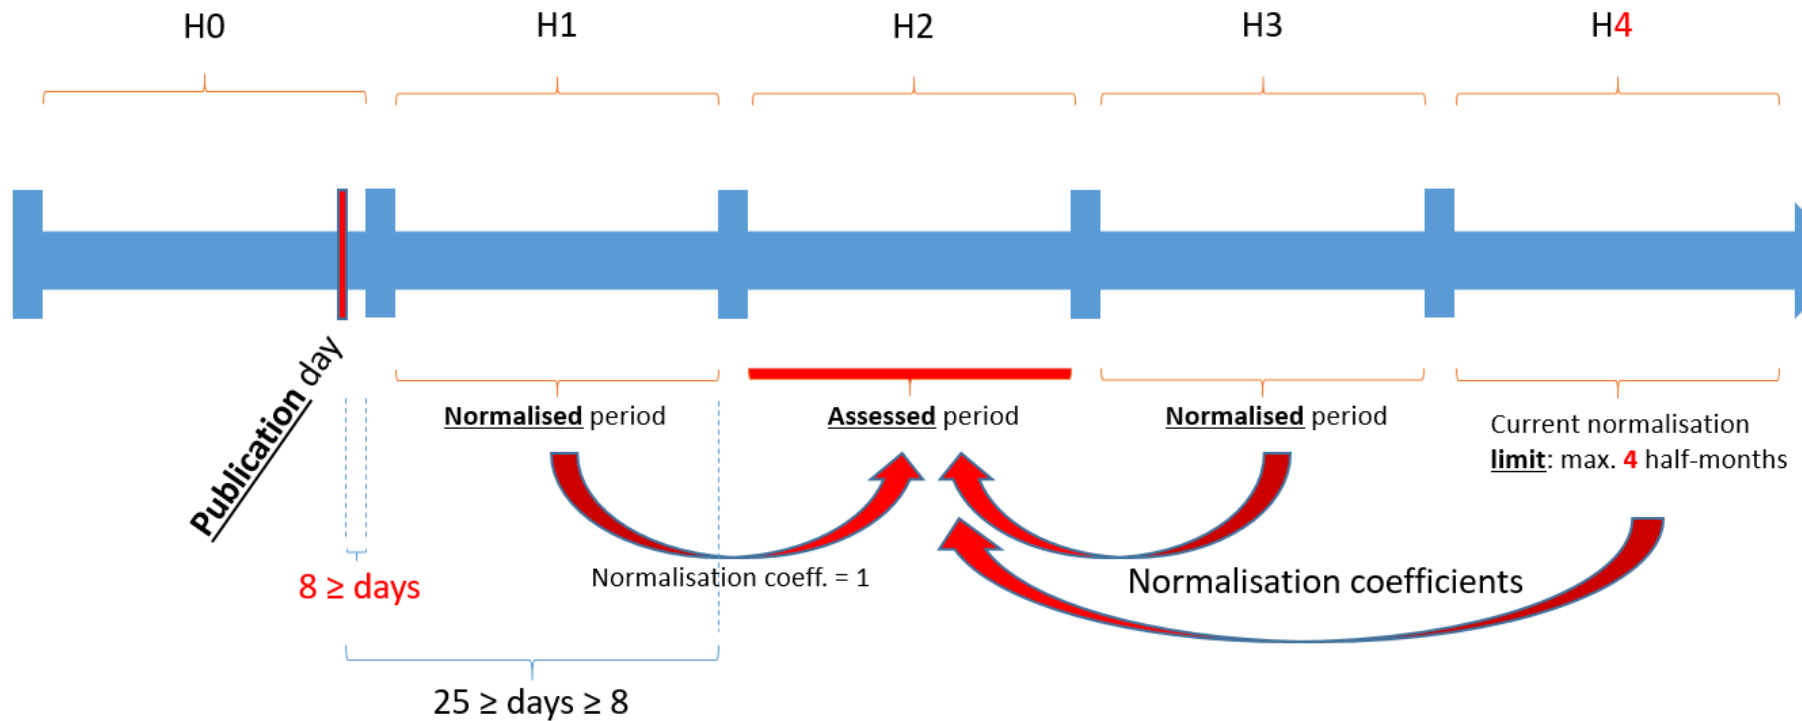 H0
H1
H2
H3
H4
Publication day
Normalised period
Assessed period
Normalised period
Current normalisation
limit: max. 4 half-months
8 ≥ days
Normalisation coeff. = 1
Normalisation coefficients
25 ≥ days ≥ 8